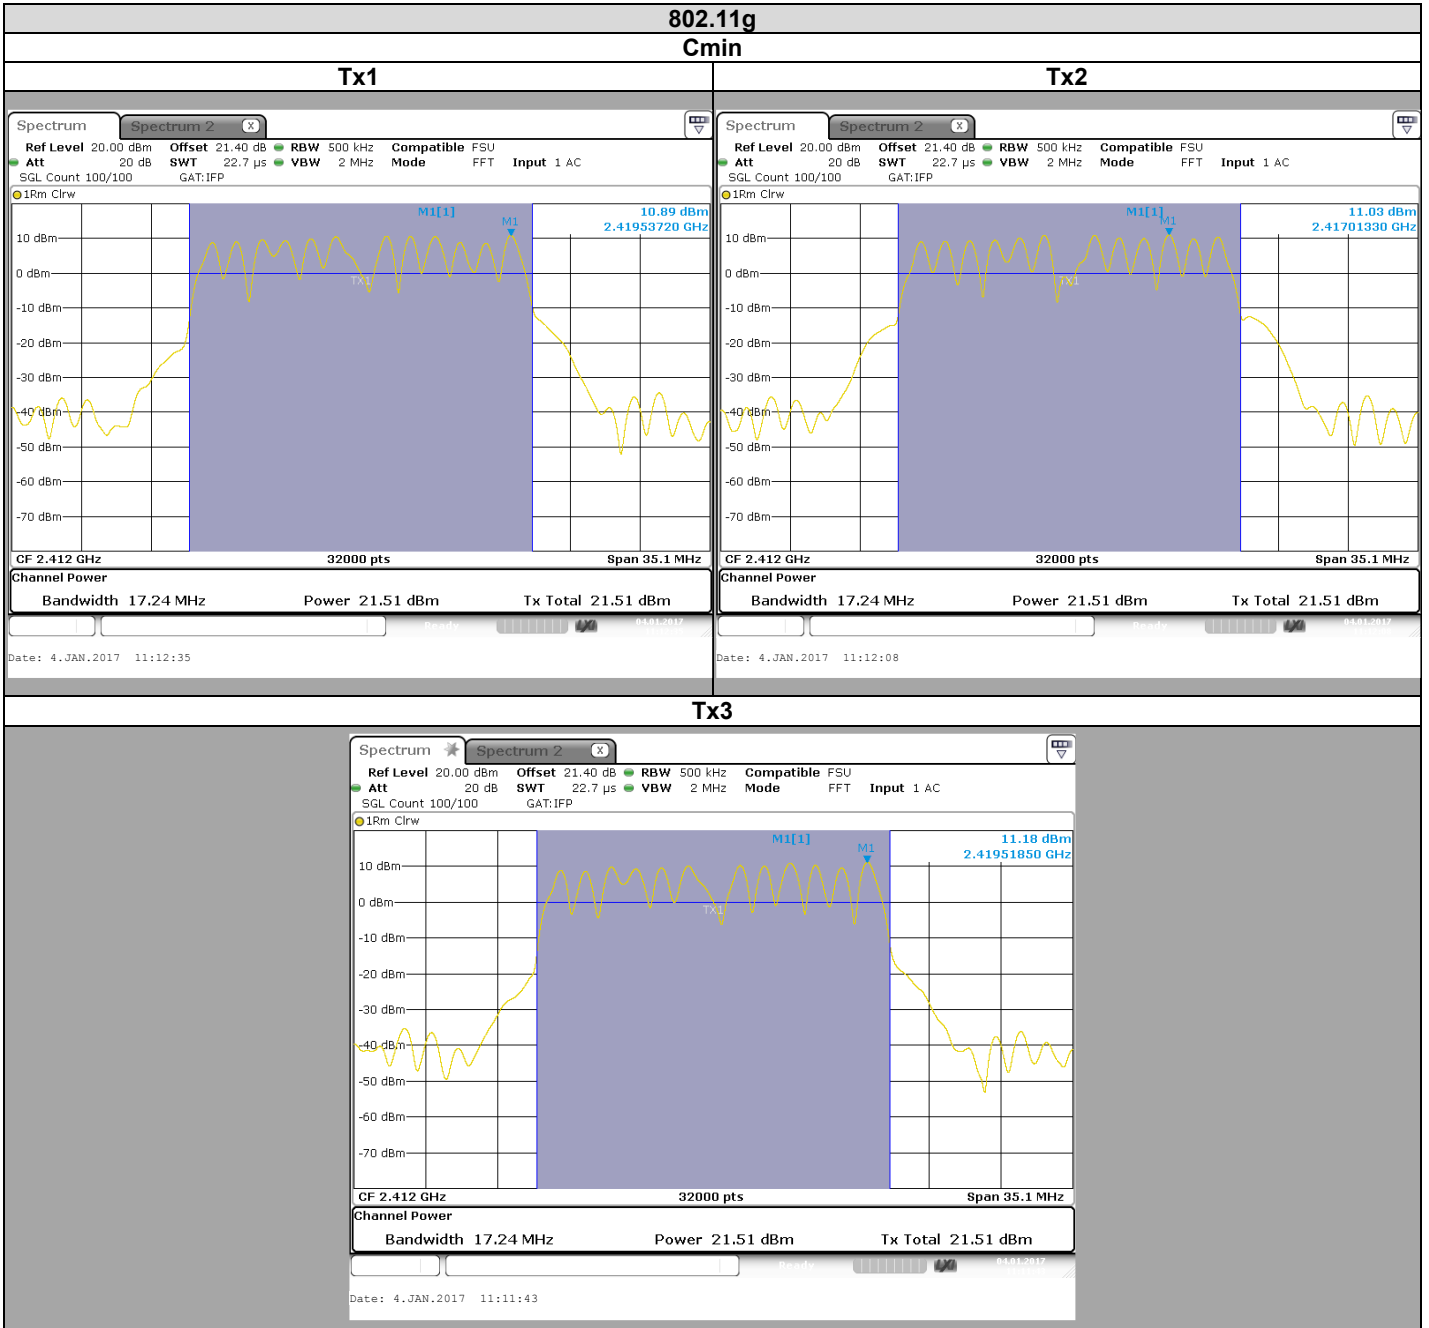 802.11g
Cmin
Tx1
Tx2
Spectrum Spectrum 2 X
Ref Level 20.00 dBm Offset 21.40 dB RBW 500 kHz Compatible FSU
Att 20 dB SWT 22.7 µs VBW 2 MHz Mode FFT Input 1 AC
SGL Count 100/100 GAT:IFP
1Rm Clrw
M1[1] 10.89 dBm
2.41953720 GHz
M1
10 dBm
0 dBm
TX1
-10 dBm
-20 dBm
-30 dBm
-40 dBm
-50 dBm
-60 dBm
-70 dBm
CF 2.412 GHz 32000 pts Span 35.1 MHz
Channel Power
Bandwidth 17.24 MHz Power 21.51 dBm Tx Total 21.51 dBm
Ready 04.01.2017
Date: 4.JAN.2017 11:12:35
Spectrum Spectrum 2 X
Ref Level 20.00 dBm Offset 21.40 dB RBW 500 kHz Compatible FSU
Att 20 dB SWT 22.7 µs VBW 2 MHz Mode FFT Input 1 AC
SGL Count 100/100 GAT:IFP
1Rm Clrw
M1[1] 11.03 dBm
2.41701330 GHz
M1
10 dBm
0 dBm
TX1
-10 dBm
-20 dBm
-30 dBm
-40 dBm
-50 dBm
-60 dBm
-70 dBm
CF 2.412 GHz 32000 pts Span 35.1 MHz
Channel Power
Bandwidth 17.24 MHz Power 21.51 dBm Tx Total 21.51 dBm
Ready 04.01.2017
Date: 4.JAN.2017 11:12:08
Tx3
Spectrum Spectrum 2 X
Ref Level 20.00 dBm Offset 21.40 dB RBW 500 kHz Compatible FSU
Att 20 dB SWT 22.7 µs VBW 2 MHz Mode FFT Input 1 AC
SGL Count 100/100 GAT:IFP
1Rm Clrw
M1[1] 11.18 dBm
2.41951850 GHz
M1
10 dBm
0 dBm
TX1
-10 dBm
-20 dBm
-30 dBm
-40 dBm
-50 dBm
-60 dBm
-70 dBm
CF 2.412 GHz 32000 pts Span 35.1 MHz
Channel Power
Bandwidth 17.24 MHz Power 21.51 dBm Tx Total 21.51 dBm
Ready 04.01.2017
Date: 4.JAN.2017 11:11:43